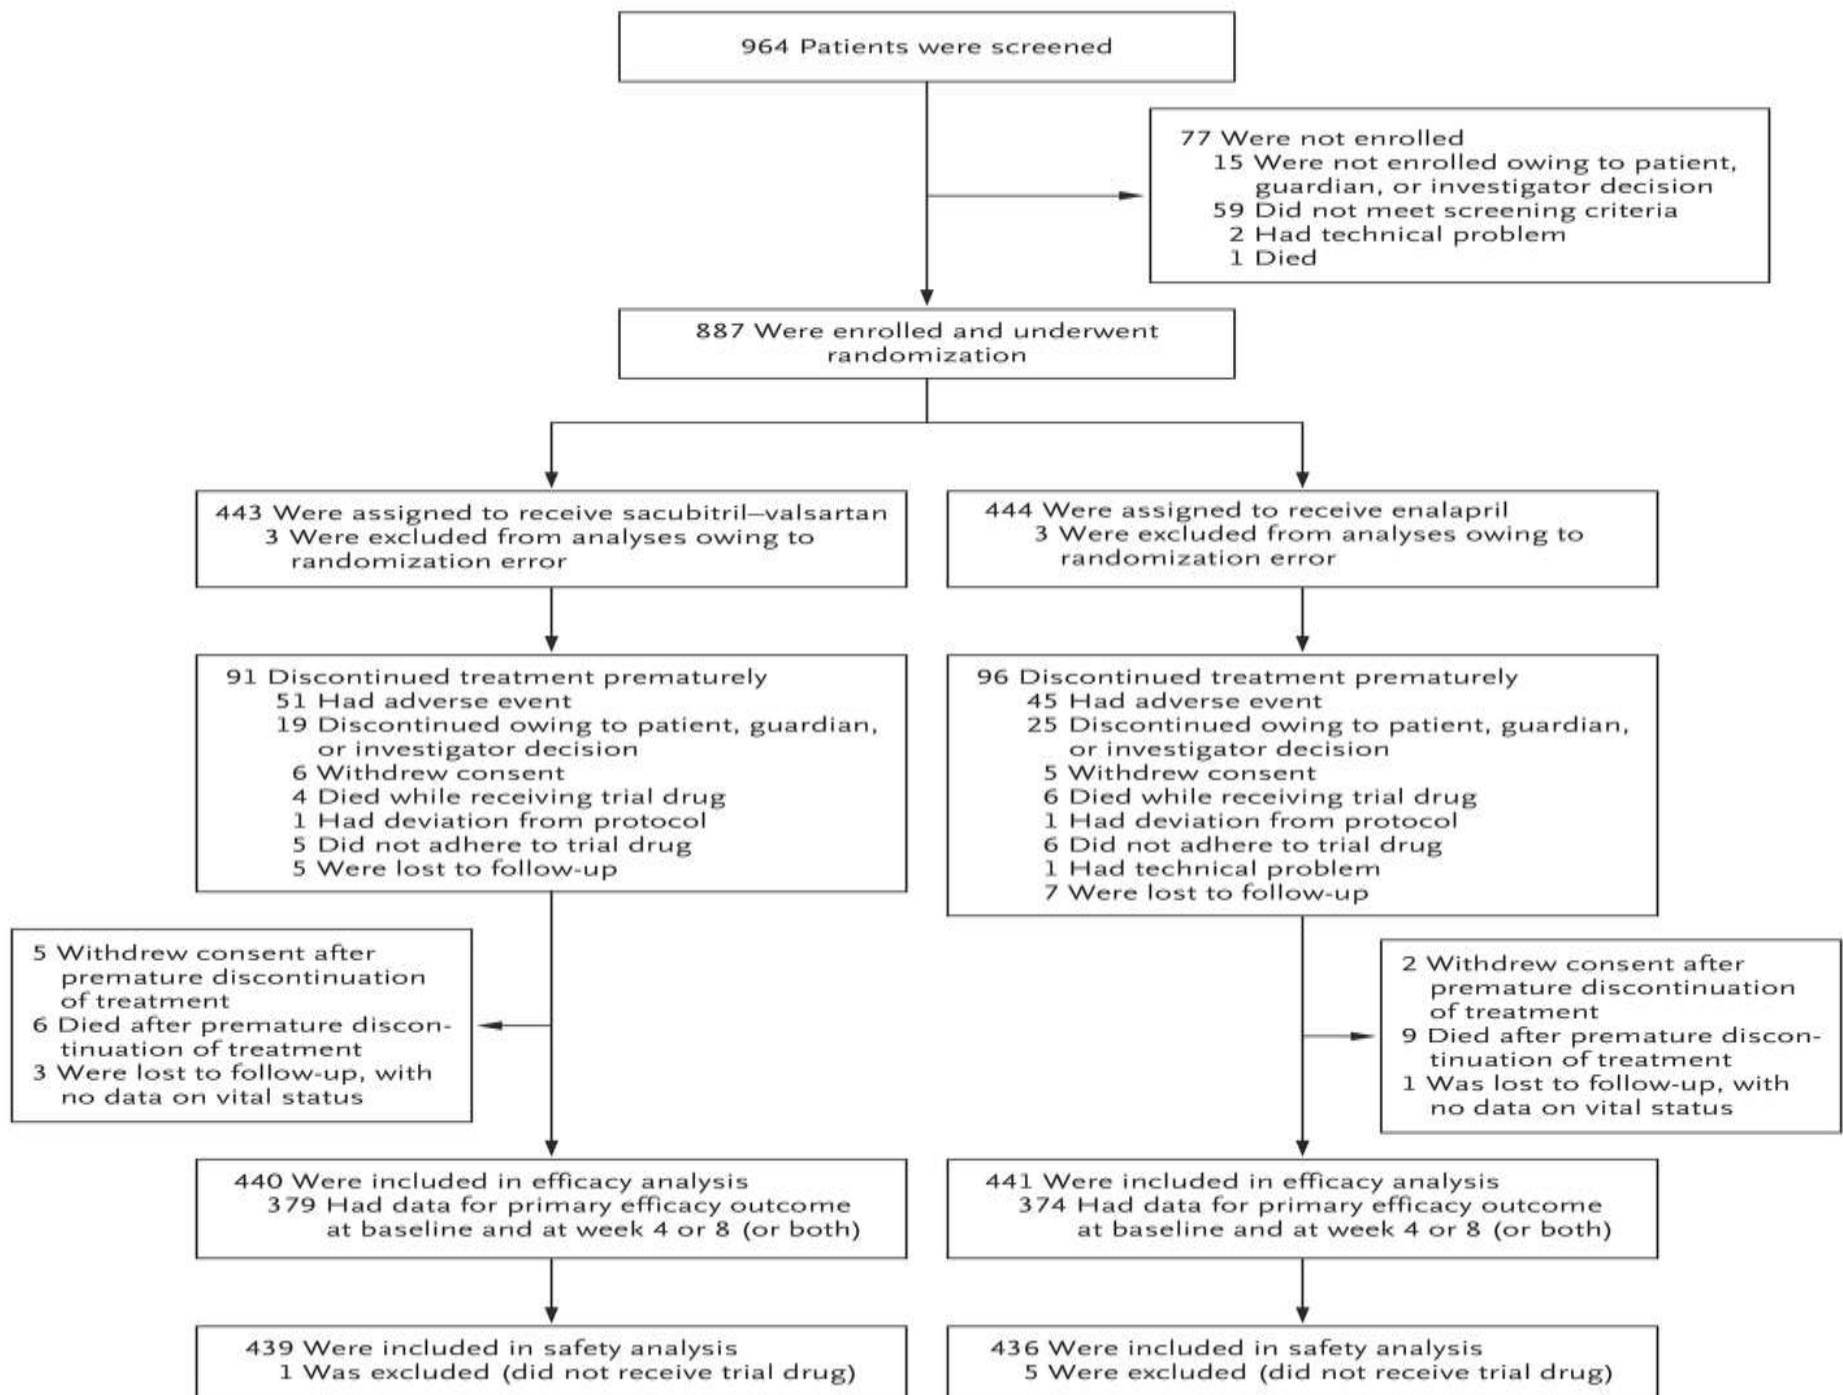 964 Patients were screened
77 Were not enrolled
15 Were not enrolled owing to patient,
guardian, or investigator decision
59 Did not meet screening criteria
2 Had technical problem
1 Died
887 Were enrolled and underwent
randomization
443 Were assigned to receive sacubitril–valsartan
3 Were excluded from analyses owing to
randomization error
444 Were assigned to receive enalapril
3 Were excluded from analyses owing to
randomization error
91 Discontinued treatment prematurely
51 Had adverse event
19 Discontinued owing to patient, guardian,
or investigator decision
6 Withdrew consent
4 Died while receiving trial drug
1 Had deviation from protocol
5 Did not adhere to trial drug
5 Were lost to follow-up
96 Discontinued treatment prematurely
45 Had adverse event
25 Discontinued owing to patient, guardian,
or investigator decision
5 Withdrew consent
6 Died while receiving trial drug
1 Had deviation from protocol
6 Did not adhere to trial drug
1 Had technical problem
7 Were lost to follow-up
5 Withdrew consent after
premature discontinuation
of treatment
6 Died after premature discon-
tinuation of treatment
3 Were lost to follow-up, with
no data on vital status
2 Withdrew consent after
premature discontinuation
of treatment
9 Died after premature discon-
tinuation of treatment
1 Was lost to follow-up, with
no data on vital status
440 Were included in efficacy analysis
379 Had data for primary efficacy outcome
at baseline and at week 4 or 8 (or both)
441 Were included in efficacy analysis
374 Had data for primary efficacy outcome
at baseline and at week 4 or 8 (or both)
439 Were included in safety analysis
1 Was excluded (did not receive trial drug)
436 Were included in safety analysis
5 Were excluded (did not receive trial drug)